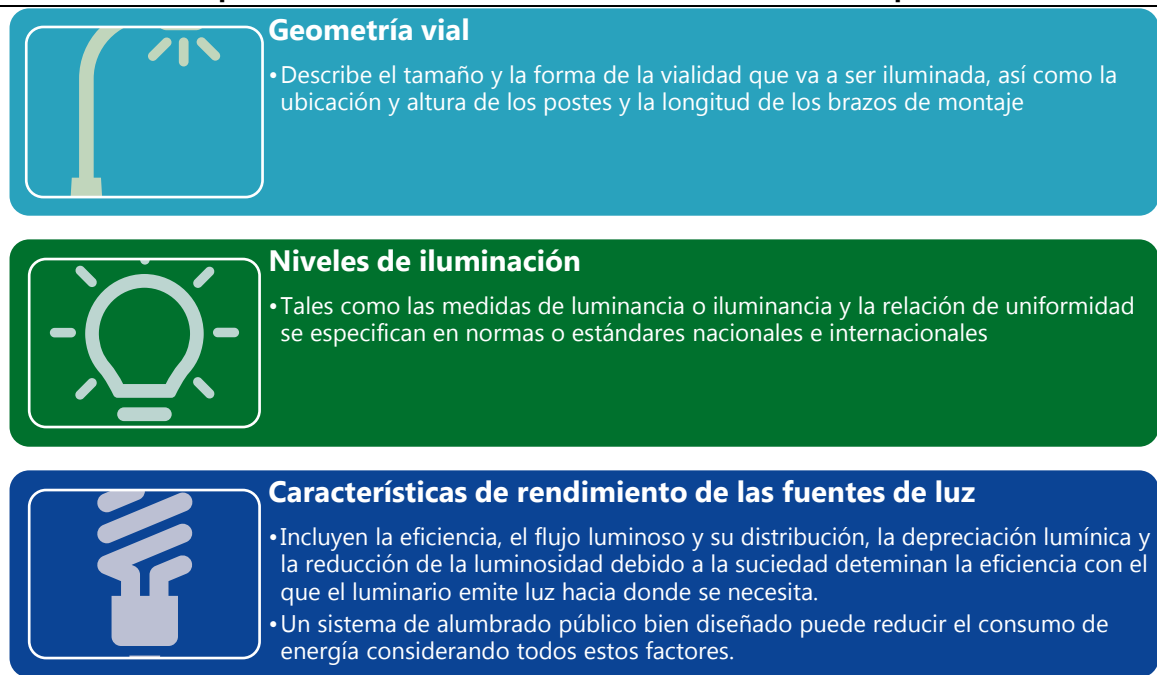 Geometría vial
•Describe el tamaño y la forma de la vialidad que va a ser iluminada, así como la
ubicación y altura de los postes y la longitud de los brazos de montaje
Niveles de iluminación
•Tales como las medidas de luminancia o iluminancia y la relación de uniformidad
se especifican en normas o estándares nacionales e internacionales
Características de rendimiento de las fuentes de luz
•Incluyen la eficiencia, el flujo luminoso y su distribución, la depreciación lumínica y
la reducción de la luminosidad debido a la suciedad deteminan la eficiencia con el
que el luminario emite luz hacia donde se necesita.
•Un sistema de alumbrado público bien diseñado puede reducir el consumo de
energía considerando todos estos factores.